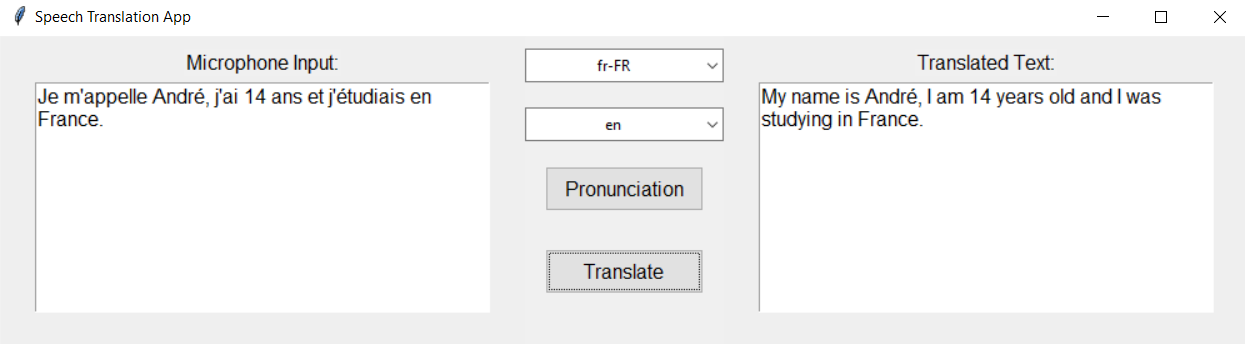 Speech Translation App
Microphone Input:
Je m'appelle André, j'ai 14 ans et j'étudiais en
France.
fr-FR
en
Pronunciation
Translate
Translated Text:
My name is André, I am 14 years old and I was
studying in France.